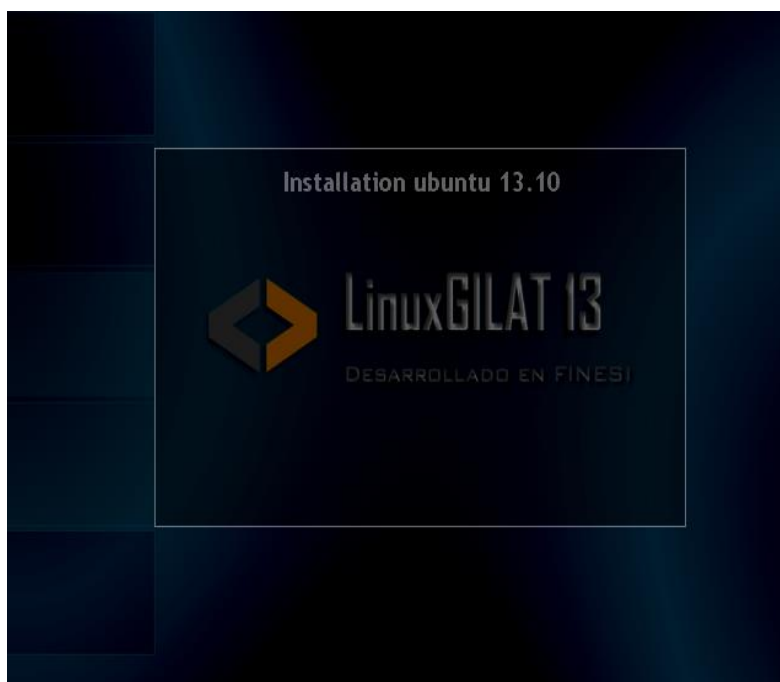 Installation ubuntu 13.10
LinuxGILAT 13
DESARROLLADO EN FINESI